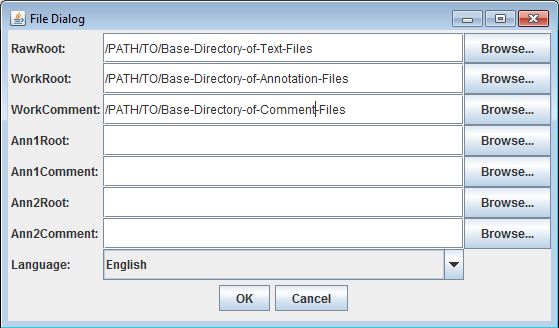 File Dialog
RawRoot: /PATH/TO/Base-Directory-of-Text-Files Browse...
WorkRoot: /PATH/TO/Base-Directory-of-Annotation-Files Browse...
WorkComment: /PATH/TO/Base-Directory-of-Comment-Files Browse...
Ann1Root: Browse...
Ann1Comment: Browse...
Ann2Root: Browse...
Ann2Comment: Browse...
Language: English
OK Cancel